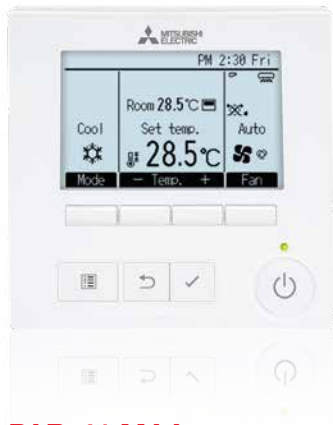 MITSUBISHI
ELECTRIC
PM 2:30 Fri
Room 28.5℃
Cool Set temp. Auto
28.5℃
Mode − Temp. + Fan